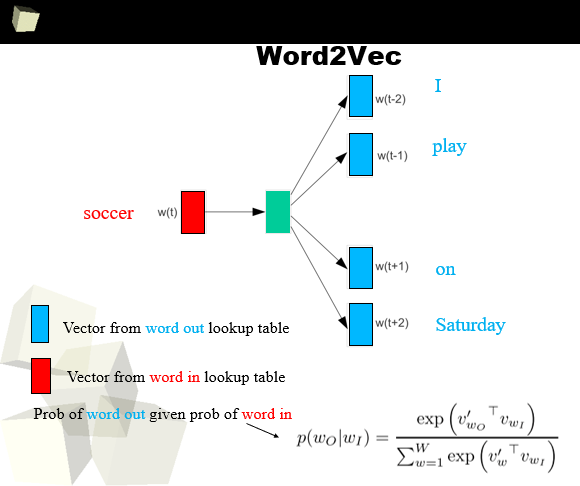 Word2Vec
w(t-2) I
w(t-1) play
soccer w(t)
w(t+1) on
w(t+2) Saturday
Vector from word out lookup table
Vector from word in lookup table
Prob of word out given prob of word in
p(w_O|w_I) = exp(v'_{w_O}^⊤ v_{w_I}) / ∑_{w=1}^{W} exp(v'_w^⊤ v_{w_I})